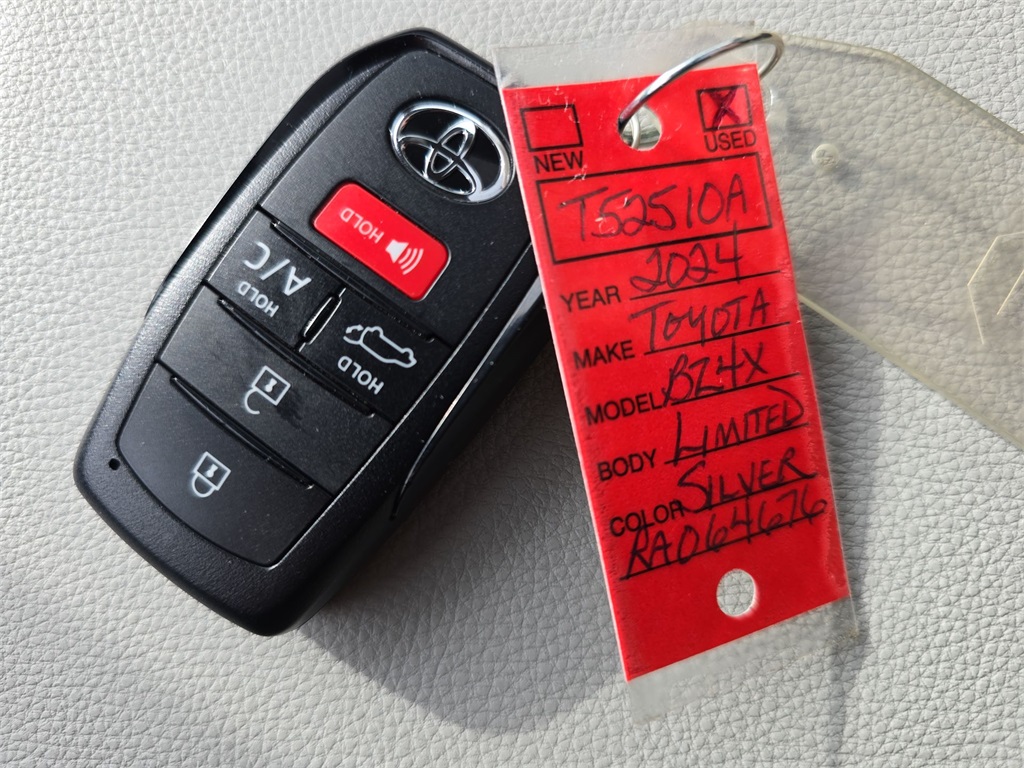 HOLD
A/C
HOLD
HOLD
X
NEW USED
T52510A
YEAR 2024
MAKE TOYOTA
MODEL BZ4X
BODY LIMITED
COLOR SILVER
RA064676